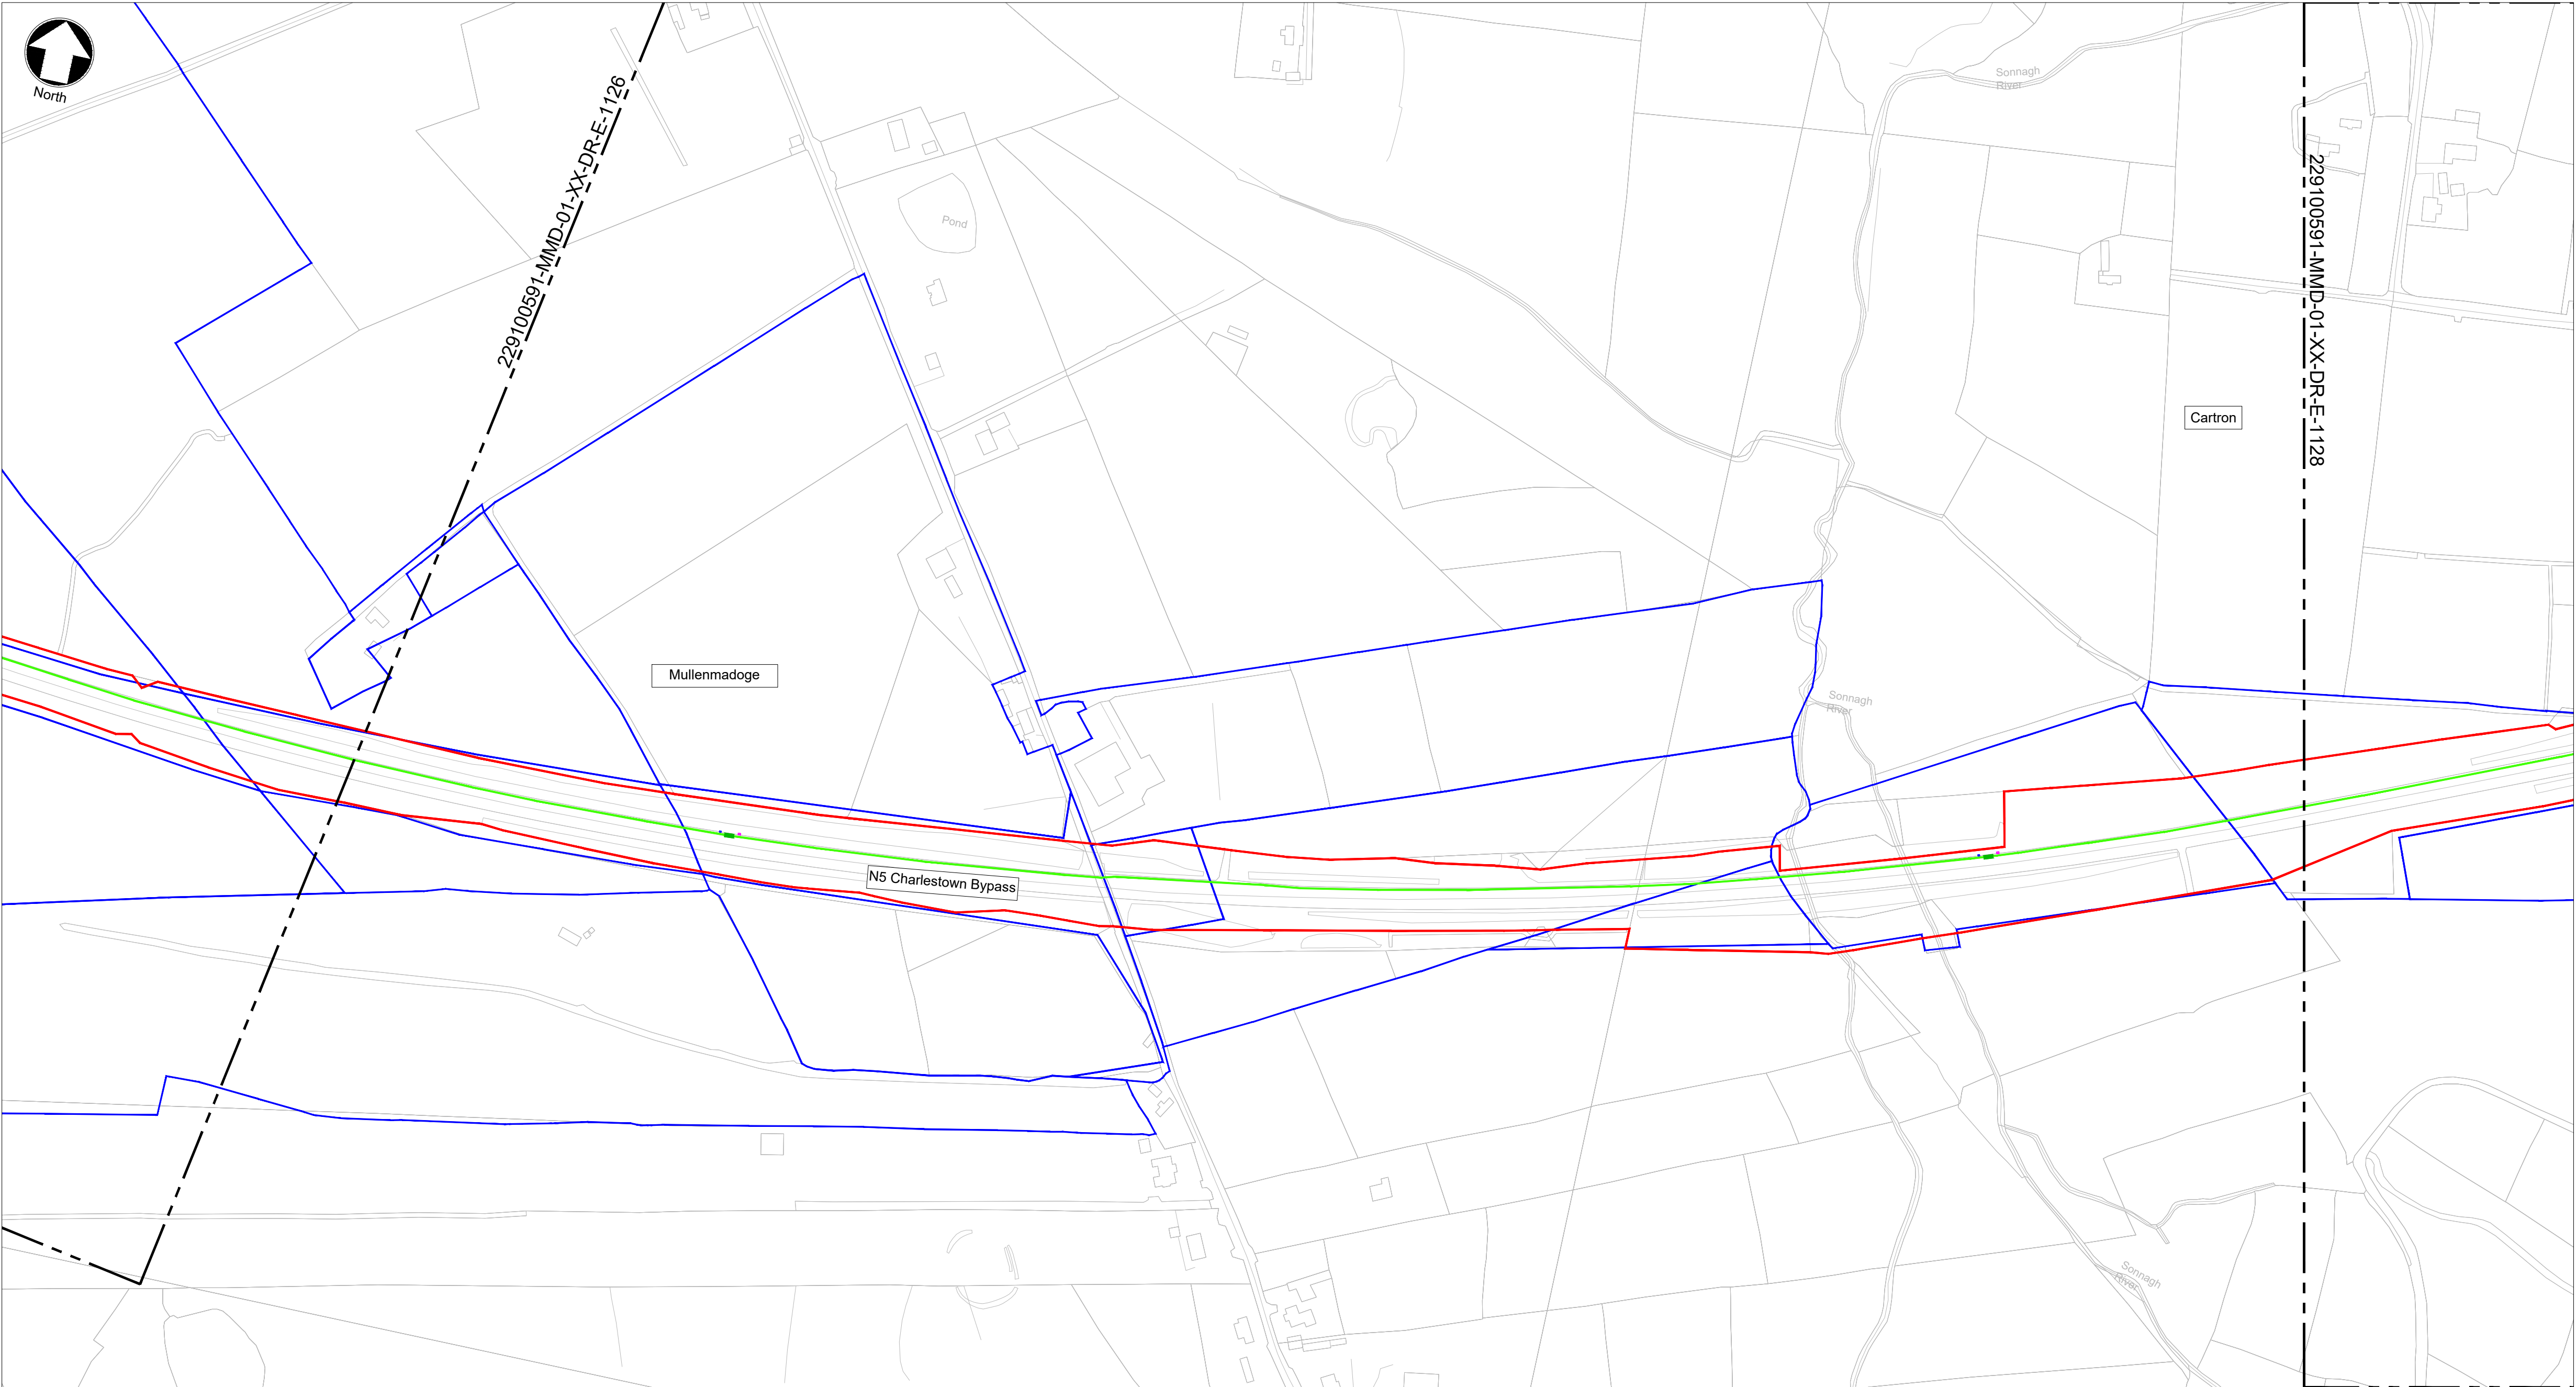 North
229100591-MMD-01-XX-DR-E-1126
Pond
Sonnagh
River
229100591-MMD-01-XX-DR-E-1128
Cartron
Mullenmadoge
Sonnagh
River
N5 Charlestown Bypass
Sonnagh
River